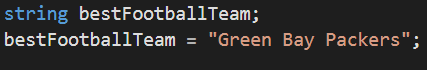 string bestFootballTeam;
bestFootballTeam = "Green Bay Packers";